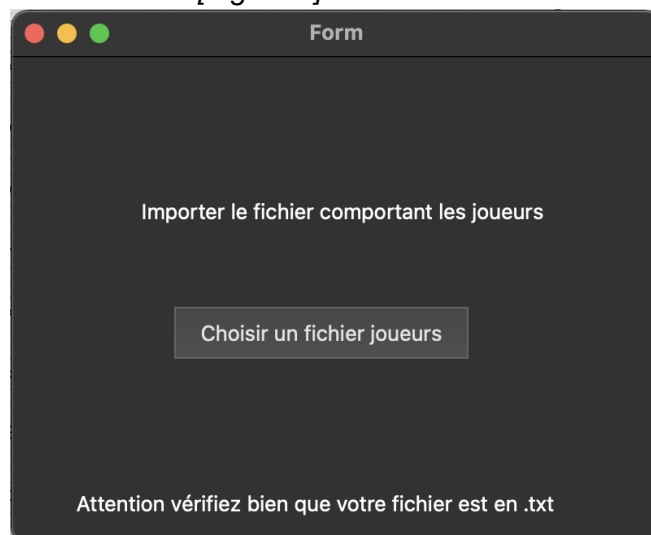 Form
Importer le fichier comportant les joueurs
Choisir un fichier joueurs
Attention vérifiez bien que votre fichier est en .txt